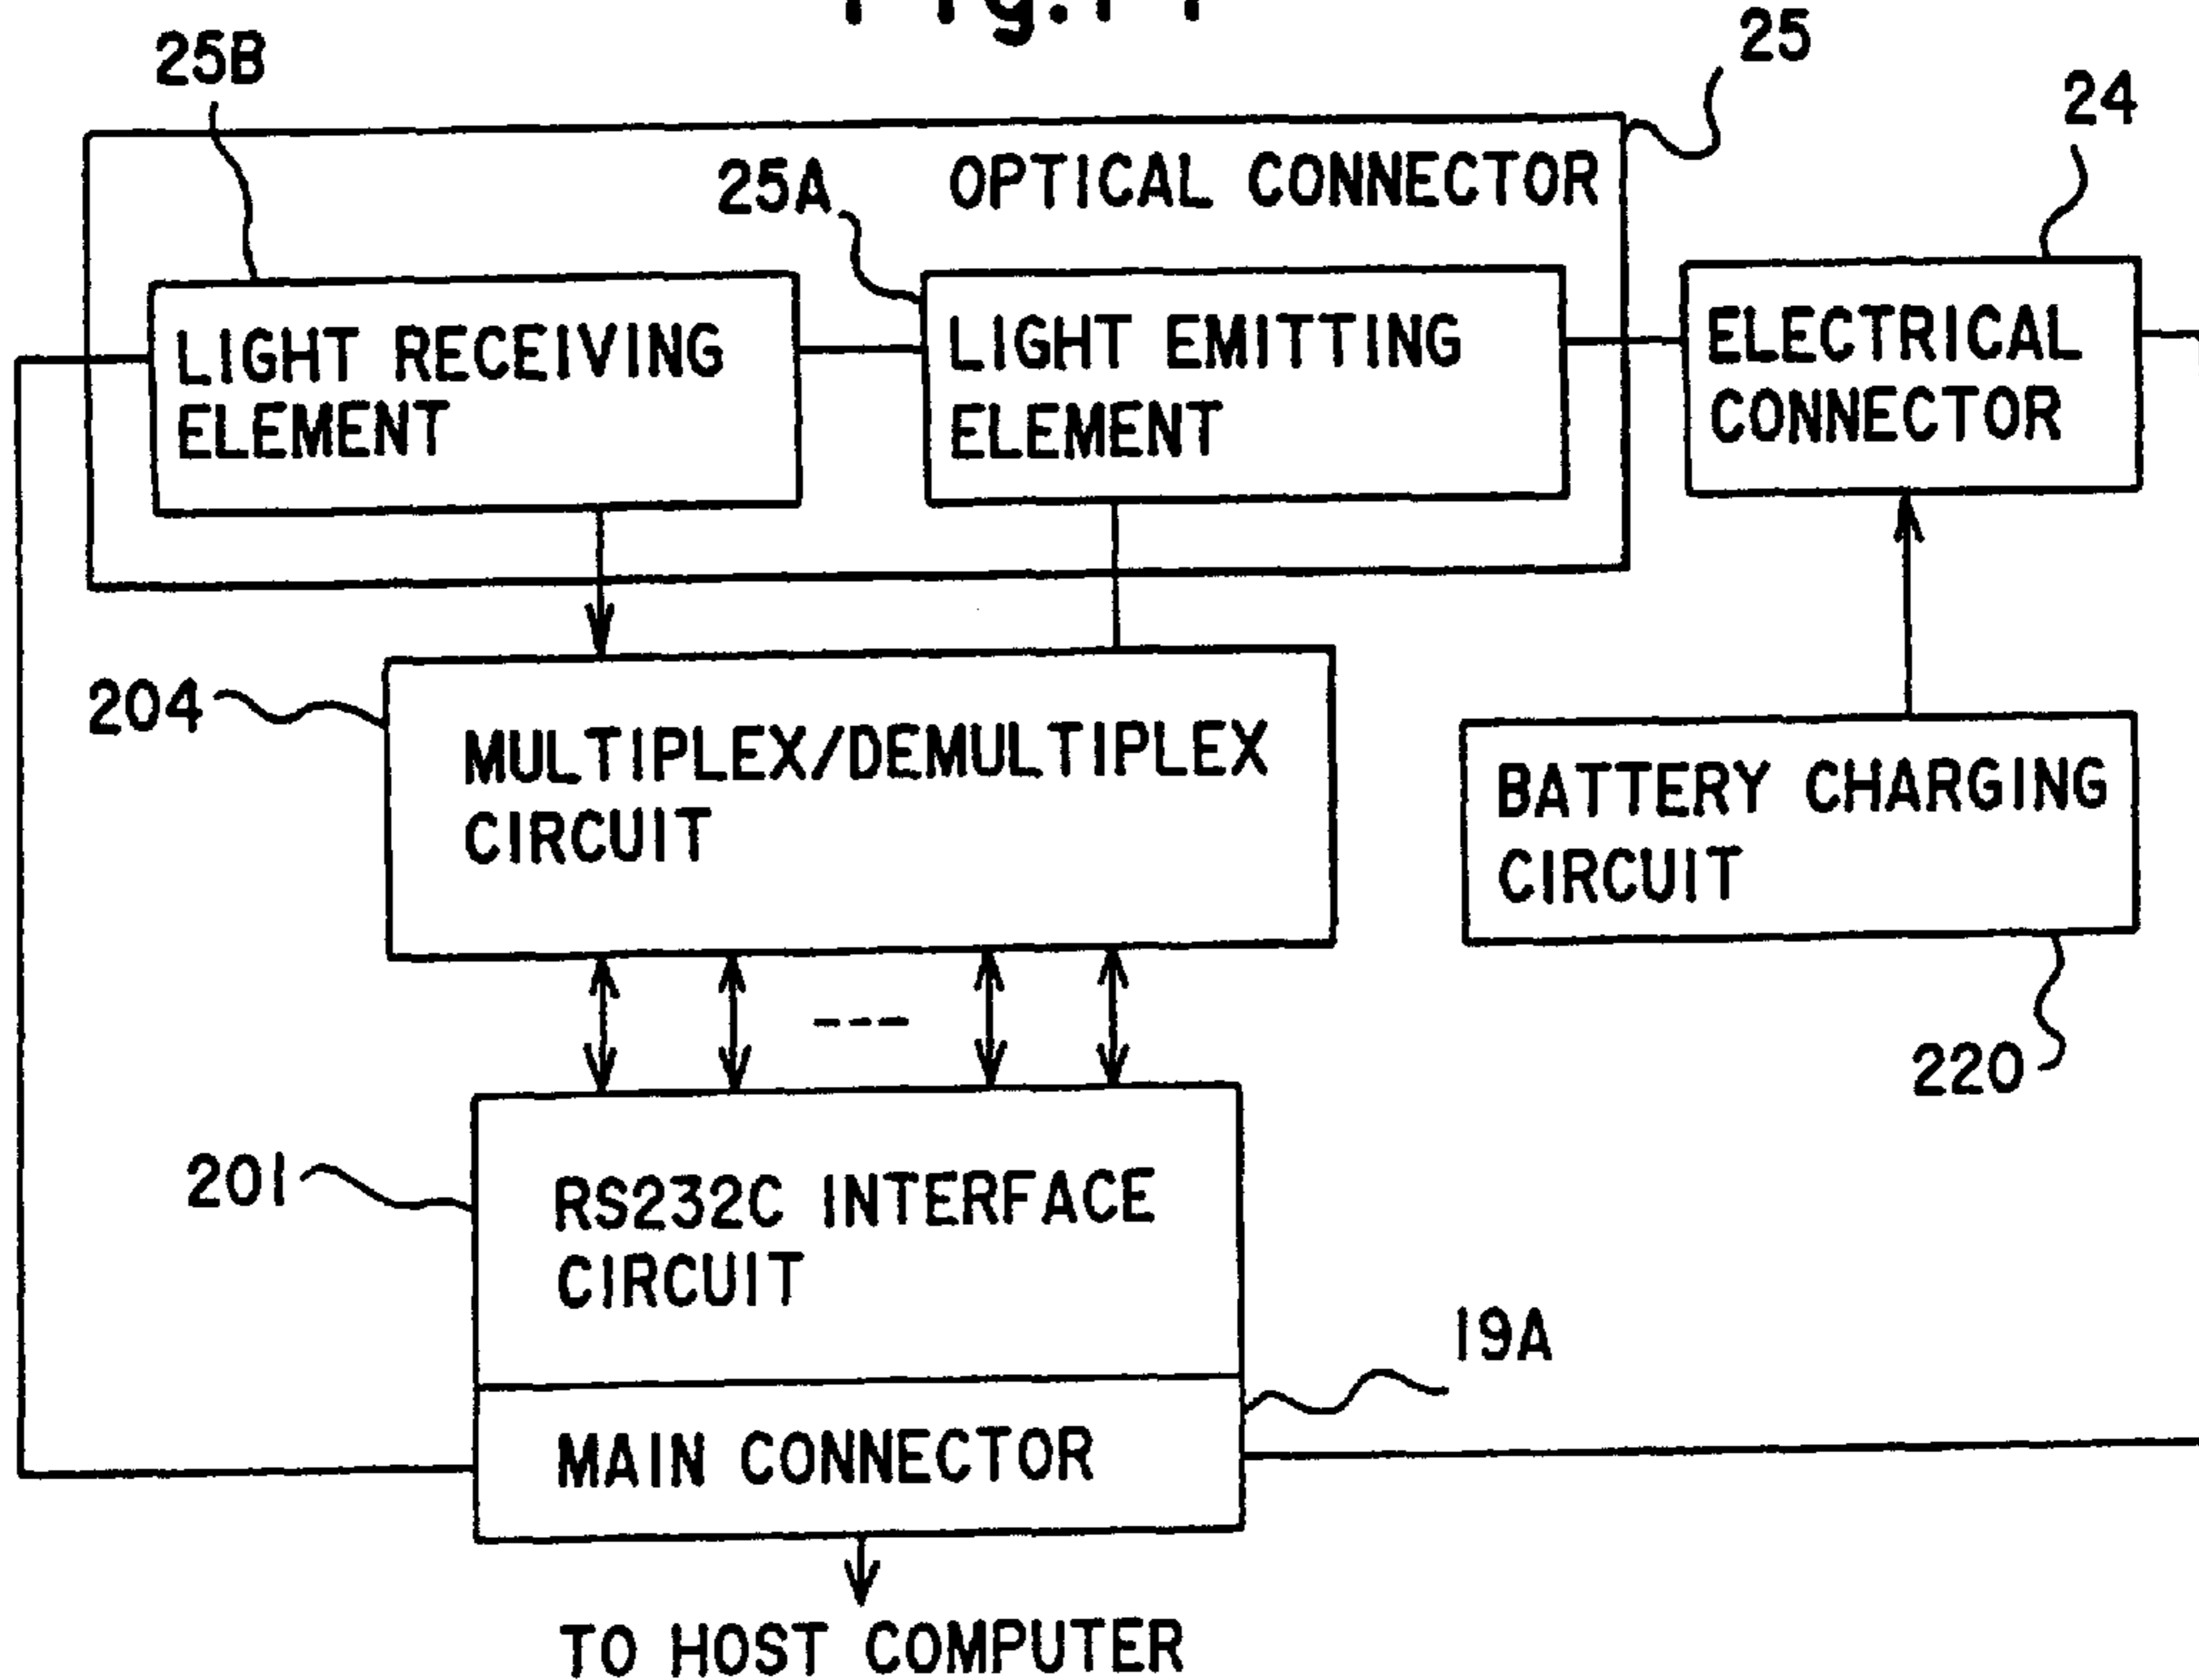 25B
25
24
25A
OPTICAL CONNECTOR
LIGHT RECEIVING
ELEMENT
LIGHT EMITTING
ELEMENT
ELECTRICAL
CONNECTOR
204
MULTIPLEX/DEMULTIPLEX
CIRCUIT
BATTERY CHARGING
CIRCUIT
220
201
RS232C INTERFACE
CIRCUIT
19A
MAIN CONNECTOR
TO HOST COMPUTER